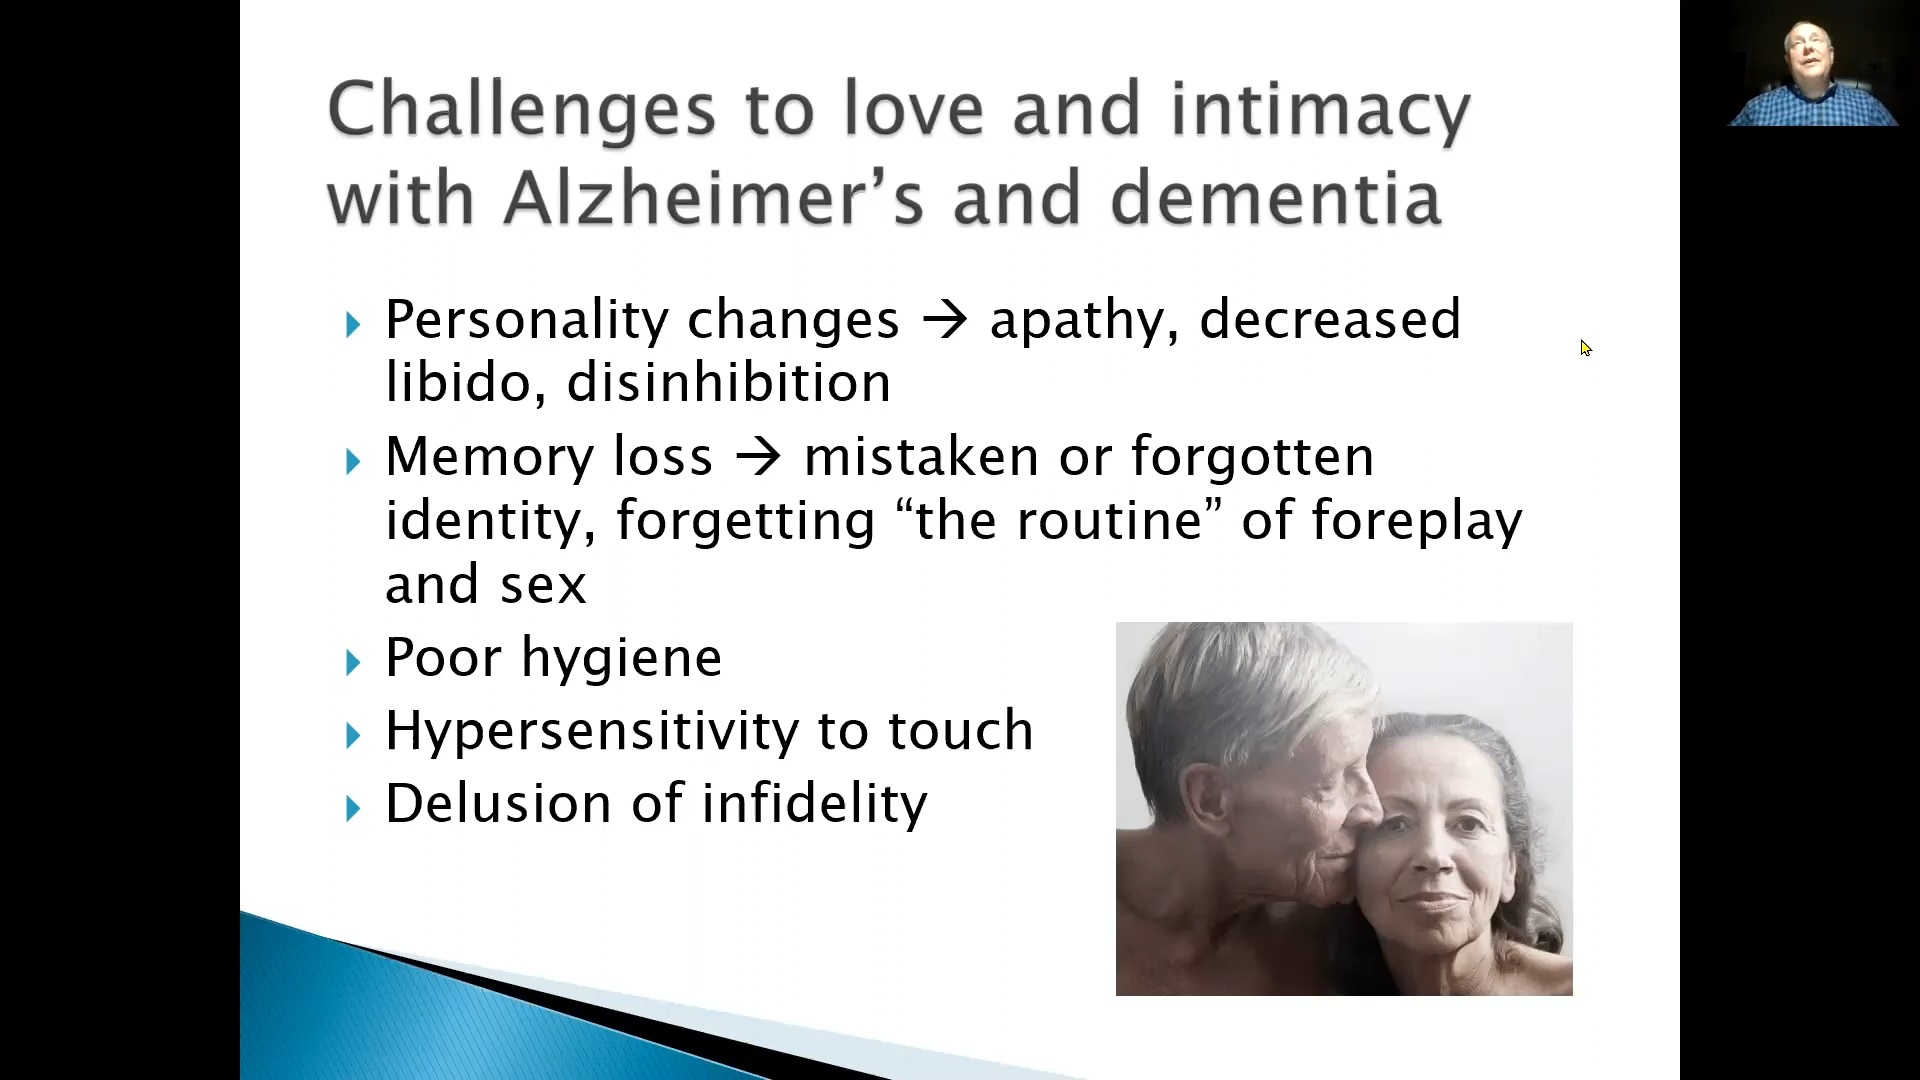 Challenges to love and intimacy
with Alzheimer’s and dementia
Personality changes → apathy, decreased
libido, disinhibition
Memory loss → mistaken or forgotten
identity, forgetting “the routine” of foreplay
and sex
Poor hygiene
Hypersensitivity to touch
Delusion of infidelity